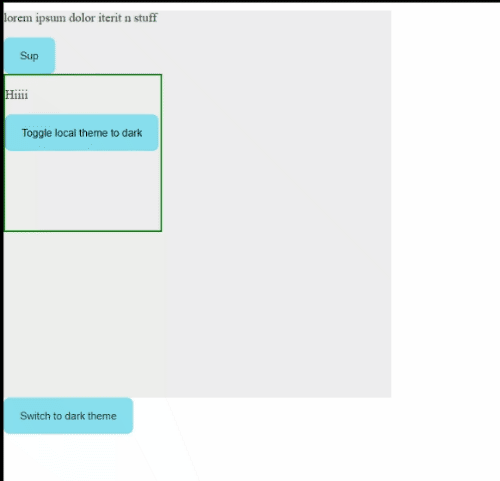 lorem ipsum dolor iterit n stuff
Sup
Hiiii
Toggle local theme to dark
Switch to dark theme